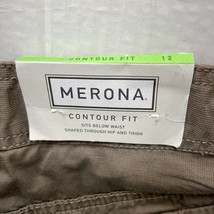 CONTOUR FIT 12
MERONA®
CONTOUR FIT
SITS BELOW WAIST
SHAPED THROUGH HIP AND THIGH